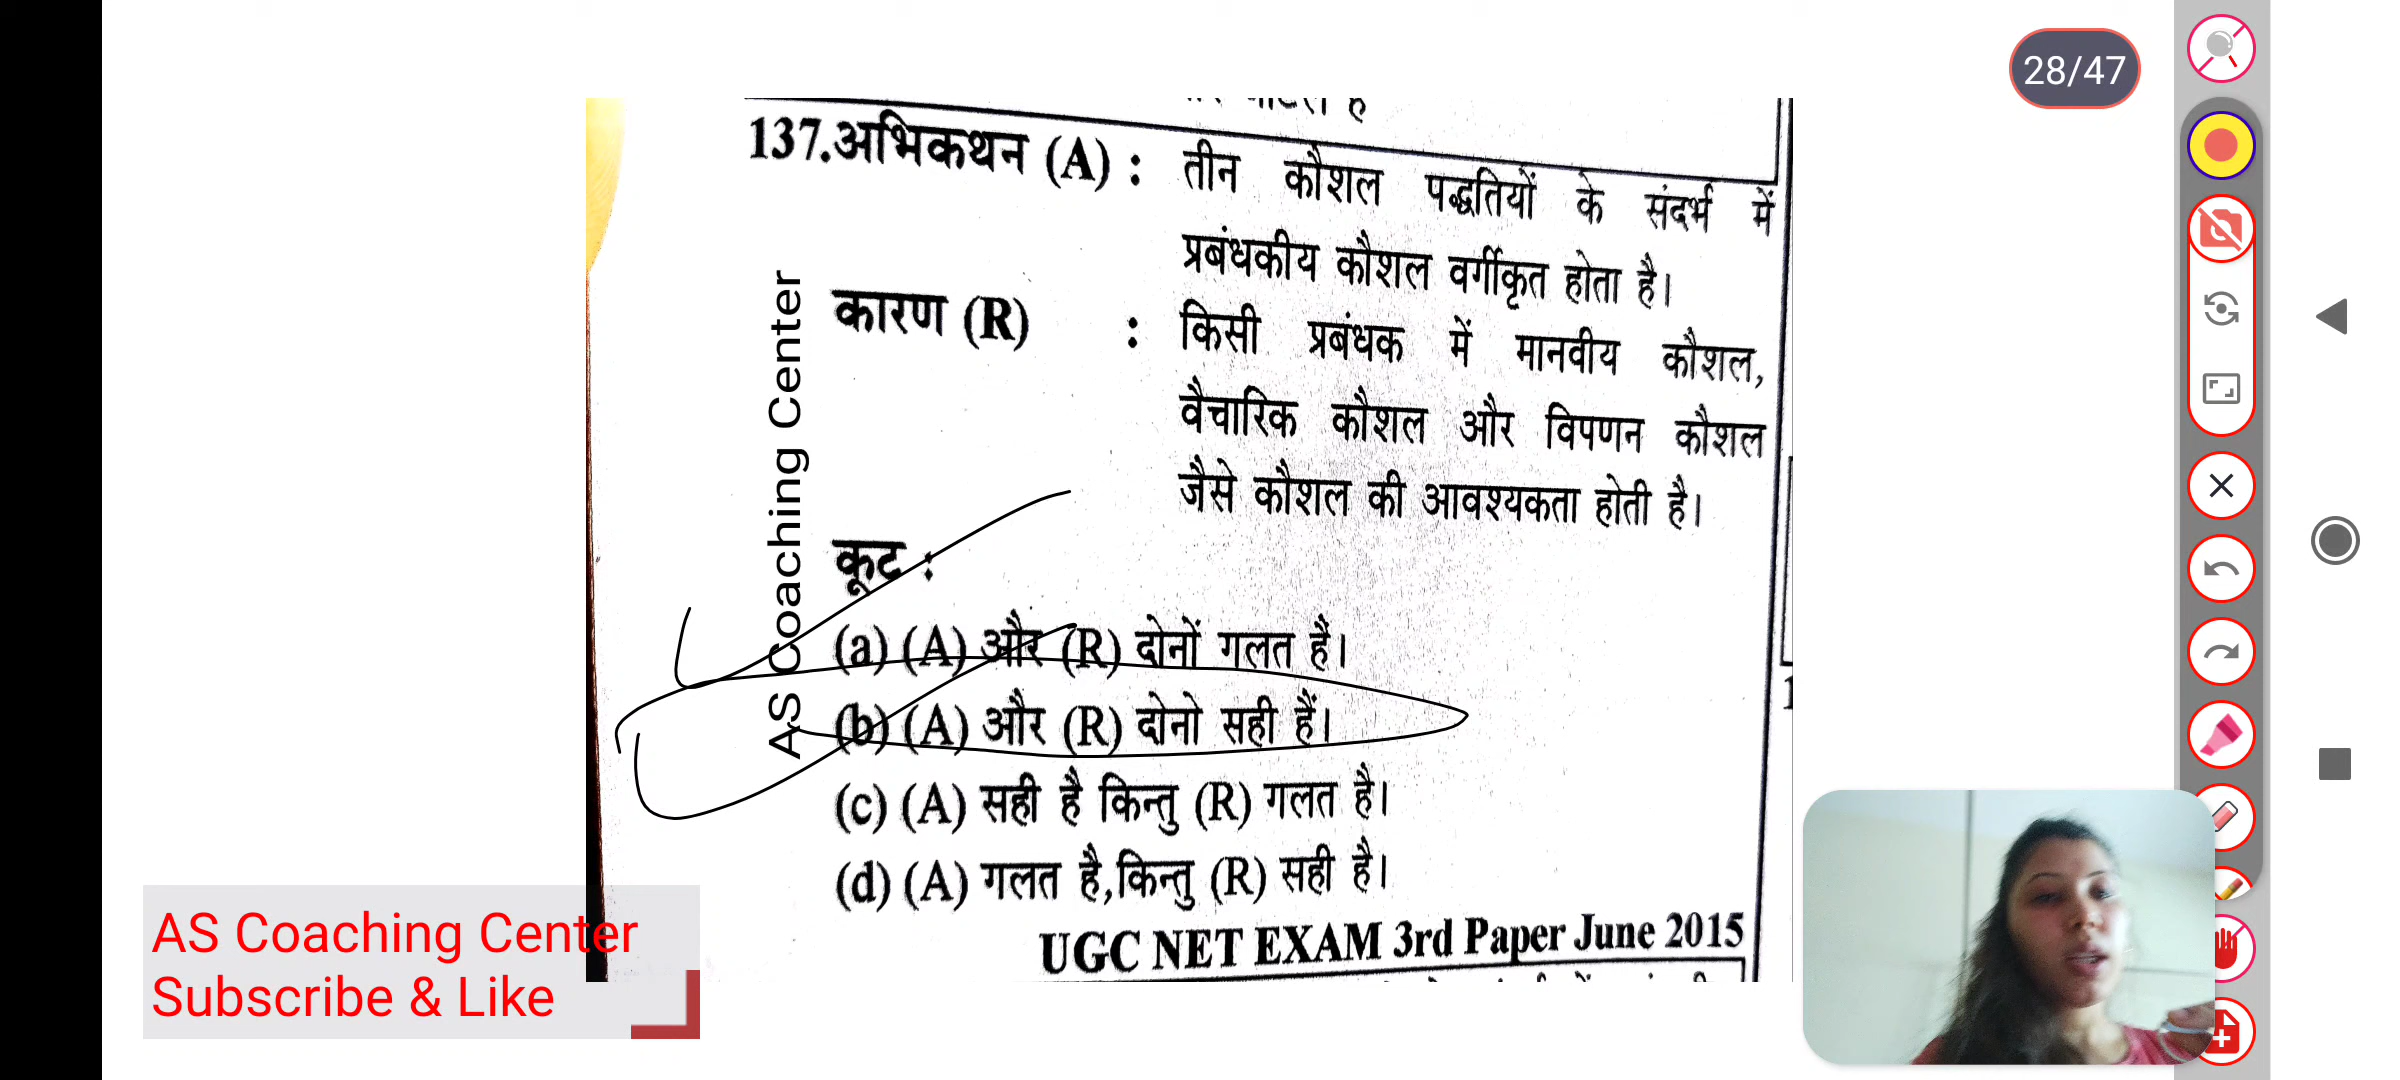 28/47
137.अभिकथन (A) : तीन कौशल पद्धतियों के संदर्भ में
प्रबंधकीय कौशल वर्गीकृत होता है।
कारण (R) : किसी प्रबंधक में मानवीय कौशल,
वैचारिक कौशल और विपणन कौशल
जैसे कौशल की आवश्यकता होती है।
कूट :
(a) (A) और (R) दोनों गलत हैं।
(b) (A) और (R) दोनो सही हैं।
(c) (A) सही है किन्तु (R) गलत है।
(d) (A) गलत है,किन्तु (R) सही है।
UGC NET EXAM 3rd Paper June 2015
AS Coaching Center
AS Coaching Center
Subscribe & Like